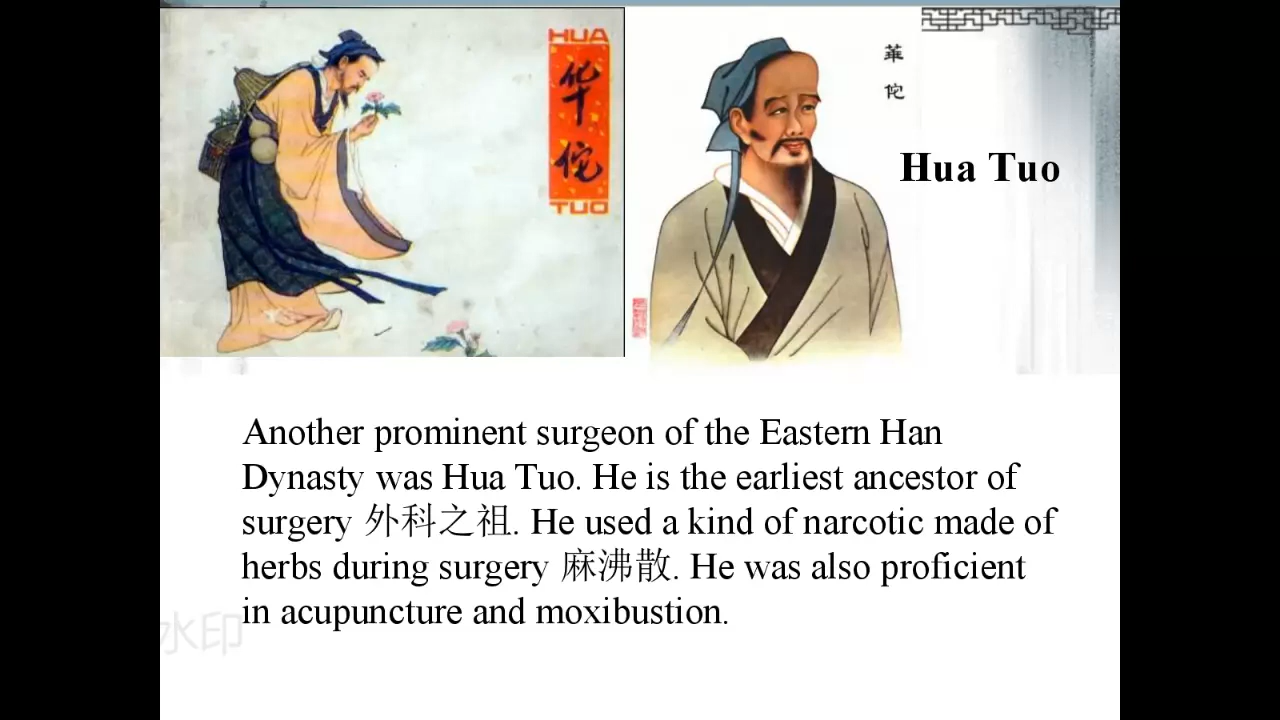 HUA
华
佗
TUO
華
佗
Hua Tuo
Another prominent surgeon of the Eastern Han
Dynasty was Hua Tuo. He is the earliest ancestor of
surgery 外科之祖. He used a kind of narcotic made of
herbs during surgery 麻沸散. He was also proficient
in acupuncture and moxibustion.
水印